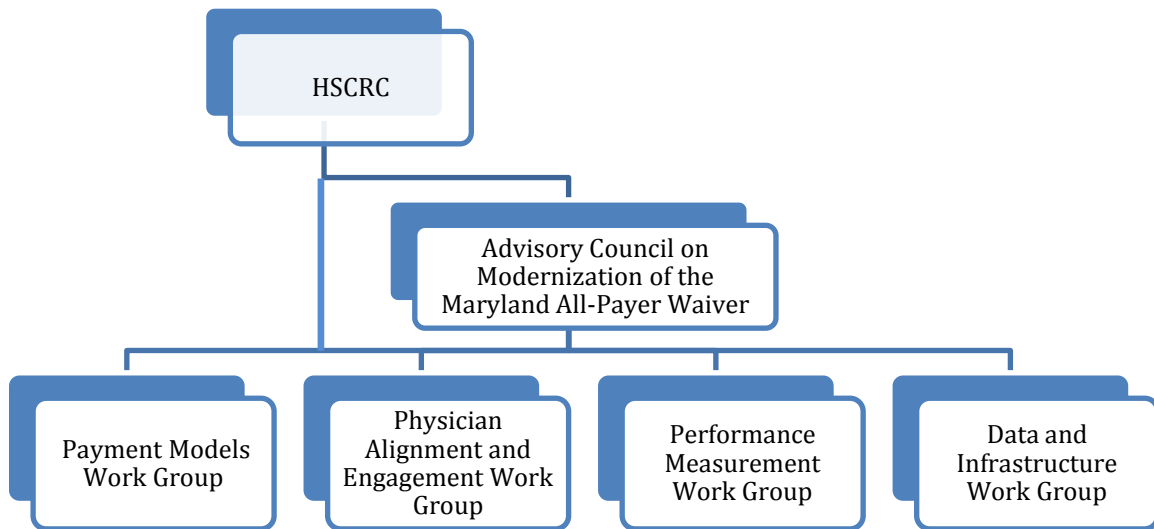 HSCRC
Advisory Council on
Modernization of the
Maryland All-Payer Waiver
Payment Models
Work Group
Physician
Alignment and
Engagement Work
Group
Performance
Measurement
Work Group
Data and
Infrastructure
Work Group